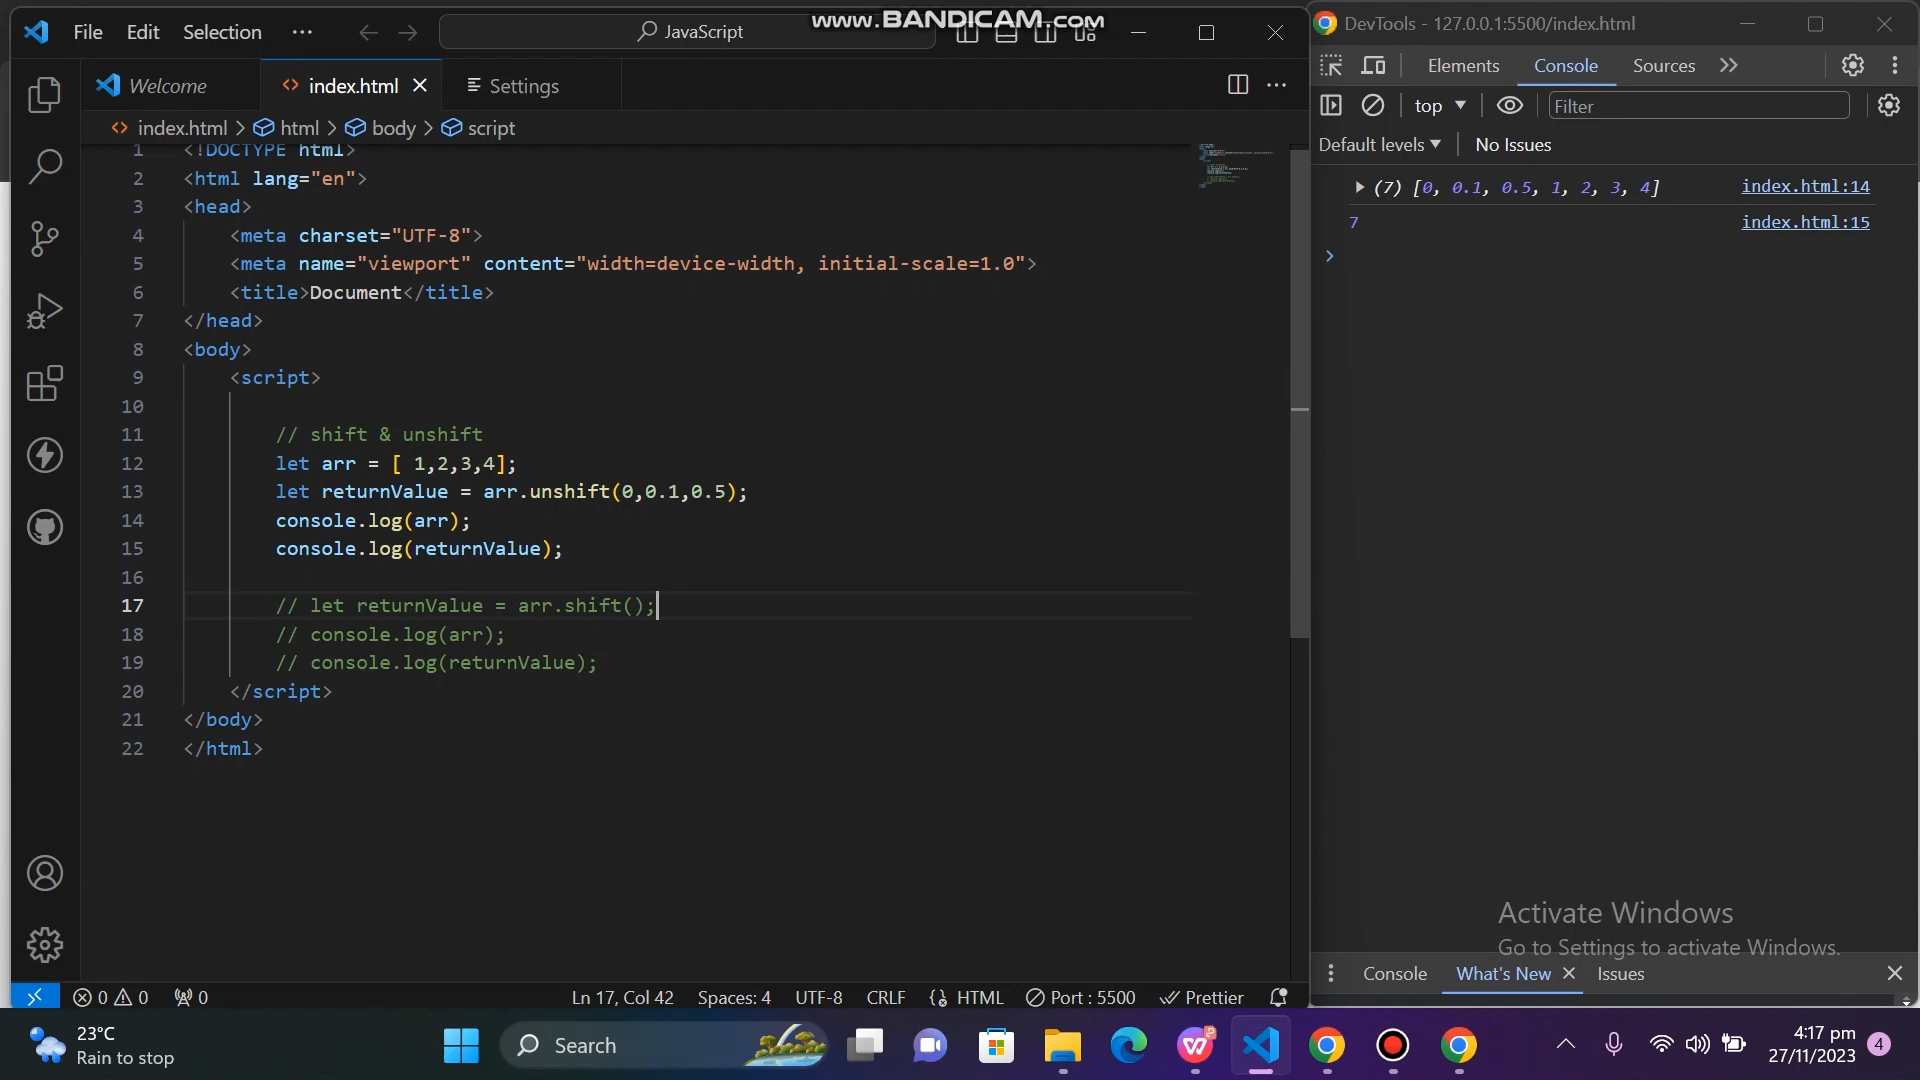 File Edit Selection ··· JavaScript
www.BANDICAM.com
DevTools - 127.0.0.1:5500/index.html
Welcome index.html Settings
Elements Console Sources
index.html > html > body > script
top Filter
Default levels No Issues
1 <!DOCTYPE html>
2 <html lang="en">
3 <head>
4 <meta charset="UTF-8">
5 <meta name="viewport" content="width=device-width, initial-scale=1.0">
6 <title>Document</title>
7 </head>
8 <body>
9 <script>
10
11 // shift & unshift
12 let arr = [ 1,2,3,4];
13 let returnValue = arr.unshift(0,0.1,0.5);
14 console.log(arr);
15 console.log(returnValue);
16
17 // let returnValue = arr.shift();
18 // console.log(arr);
19 // console.log(returnValue);
20 </script>
21 </body>
22 </html>
(7) [0, 0.1, 0.5, 1, 2, 3, 4] index.html:14
7 index.html:15
Activate Windows
Go to Settings to activate Windows.
Console What's New Issues
0 0 0 Ln 17, Col 42 Spaces: 4 UTF-8 CRLF HTML Port : 5500 Prettier
23°C
Rain to stop
Search
4:17 pm
27/11/2023
4